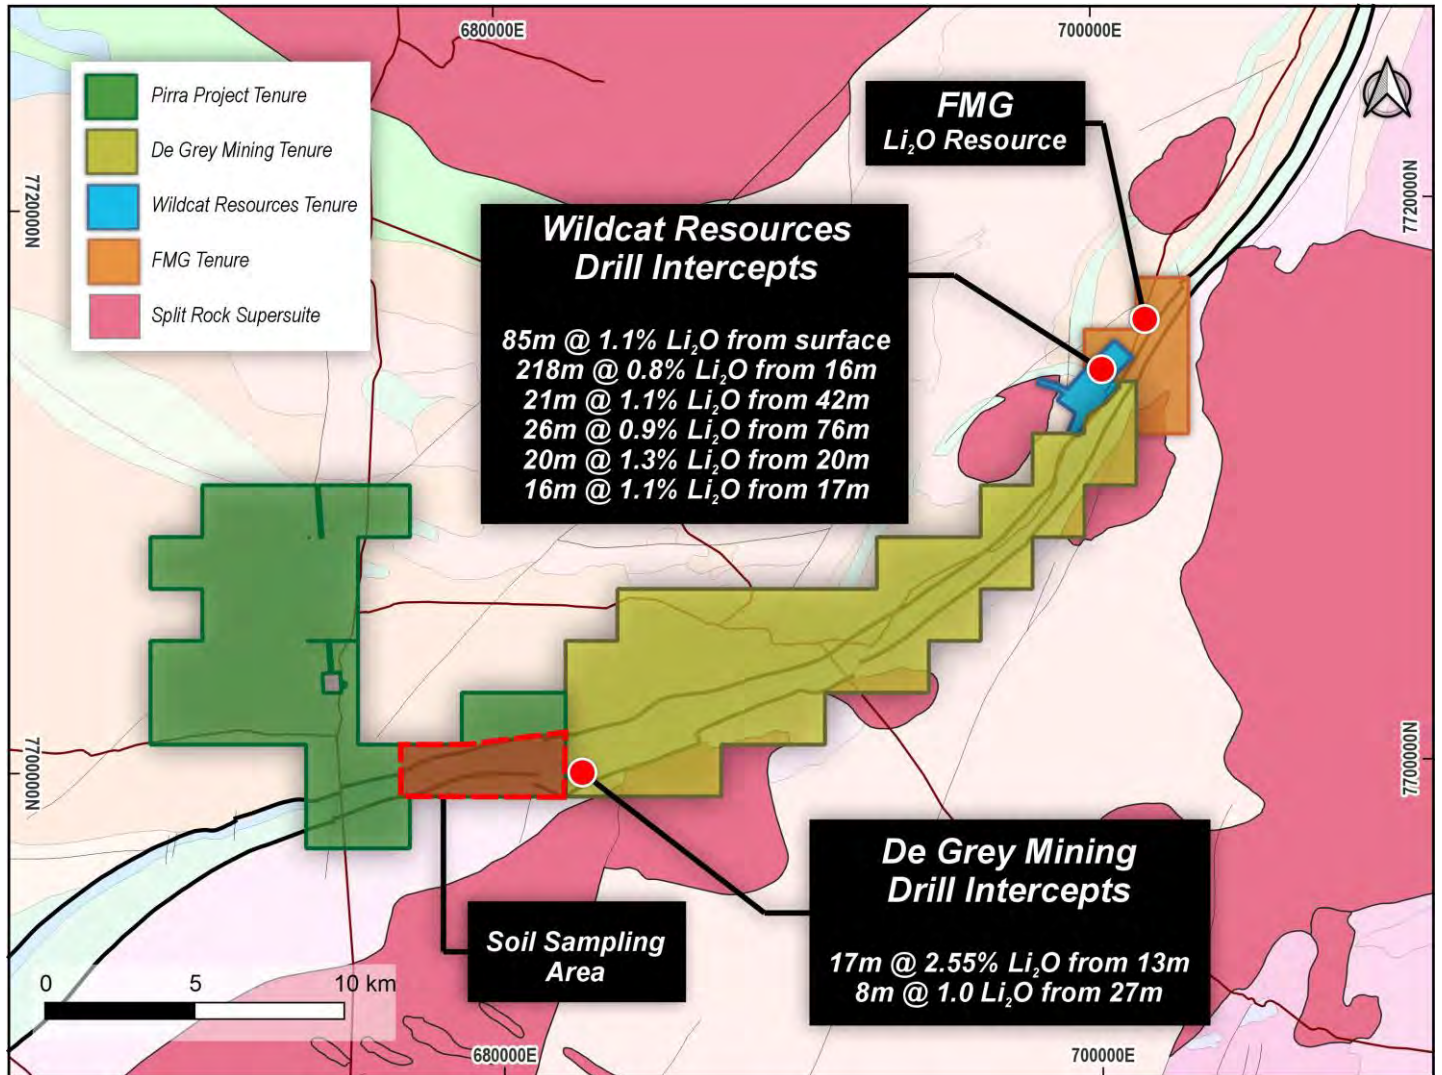 680000E
700000E
Pirra Project Tenure
De Grey Mining Tenure
Wildcat Resources Tenure
FMG Tenure
Split Rock Supersuite
FMG
Li₂O Resource
7720000N
7720000N
Wildcat Resources
Drill Intercepts
85m @ 1.1% Li₂O from surface
218m @ 0.8% Li₂O from 16m
21m @ 1.1% Li₂O from 42m
26m @ 0.9% Li₂O from 76m
20m @ 1.3% Li₂O from 20m
16m @ 1.1% Li₂O from 17m
7700000N
7700000N
De Grey Mining
Drill Intercepts
17m @ 2.55% Li₂O from 13m
8m @ 1.0 Li₂O from 27m
Soil Sampling
Area
0 5 10 km
680000E
700000E